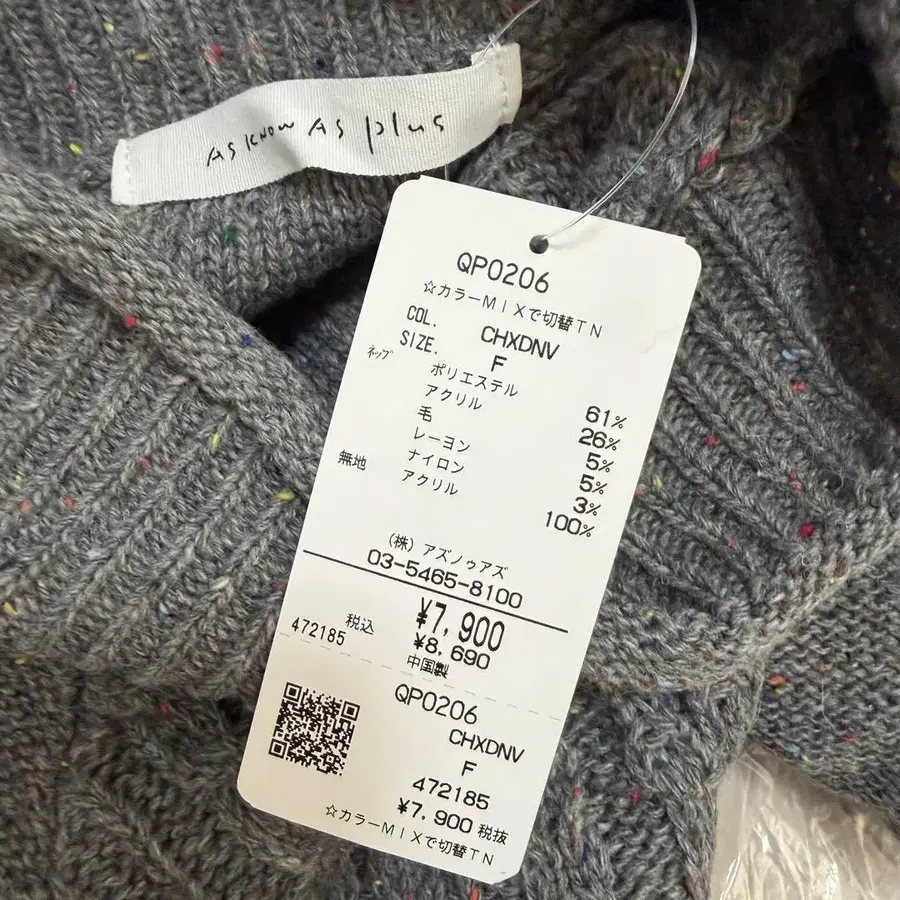 AS KNOW AS plus
QP0206
☆カラーMIXで切替TN
COL. CHXDNV
SIZE. F
ネップ ポリエステル 61%
アクリル 26%
毛 5%
レーヨン 5%
ナイロン 3%
無地 アクリル 100%
(株) アズノゥアズ
03-5465-8100
¥7,900
472185 税込 ¥8,690
中国製
QP0206
CHXDNV
F
472185
¥7,900 税抜
☆カラーMIXで切替TN